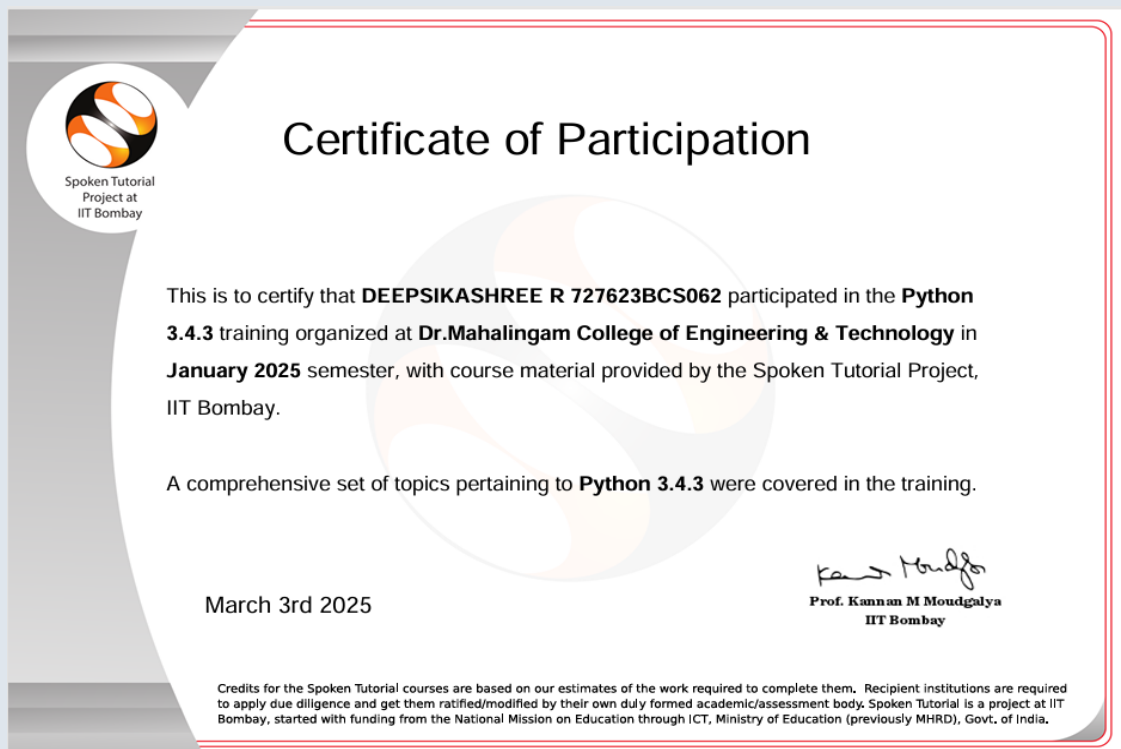 Spoken Tutorial
Project at
IIT Bombay
Certificate of Participation
This is to certify that DEEPSIKASHREE R 727623BCS062 participated in the Python
3.4.3 training organized at Dr.Mahalingam College of Engineering & Technology in
January 2025 semester, with course material provided by the Spoken Tutorial Project,
IIT Bombay.
A comprehensive set of topics pertaining to Python 3.4.3 were covered in the training.
March 3rd 2025
Prof. Kannan M Moudgalya
IIT Bombay
Credits for the Spoken Tutorial courses are based on our estimates of the work required to complete them. Recipient institutions are required
to apply due diligence and get them ratified/modified by their own duly formed academic/assessment body. Spoken Tutorial is a project at IIT
Bombay, started with funding from the National Mission on Education through ICT, Ministry of Education (previously MHRD), Govt. of India.